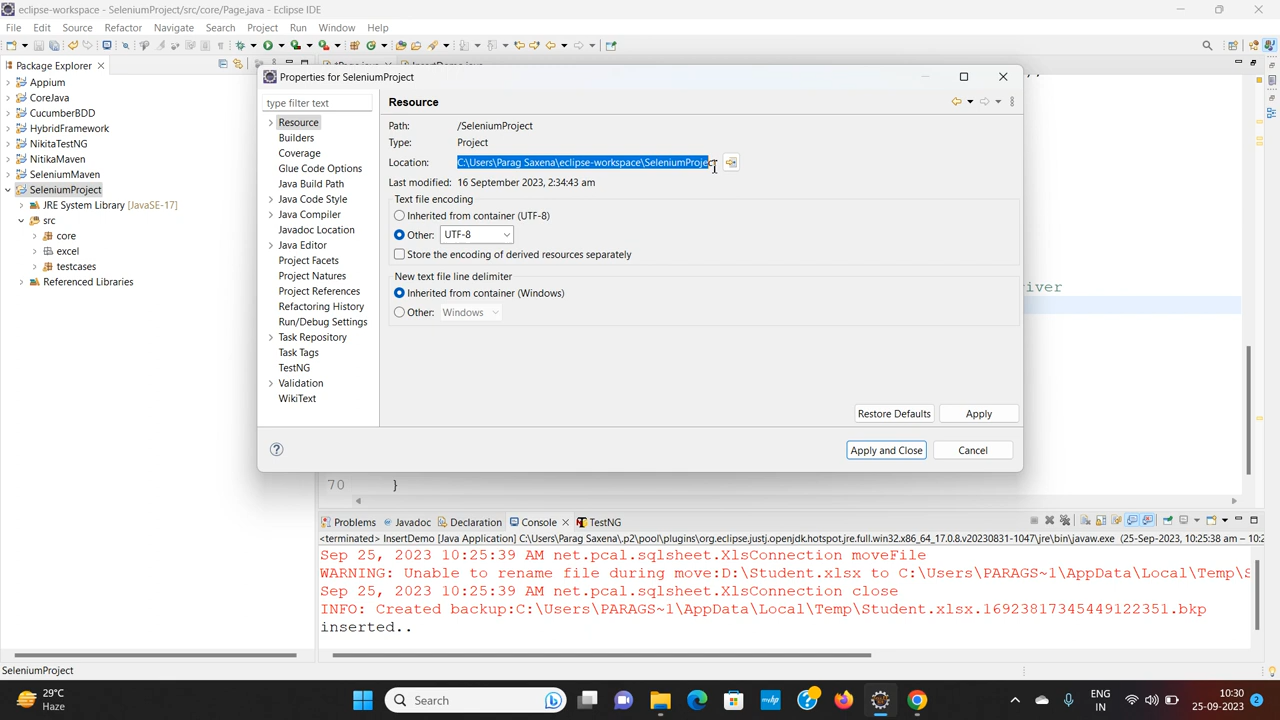 eclipse-workspace - SeleniumProject/src/core/Page.java - Eclipse IDE
File Edit Source Refactor Navigate Search Project Run Window Help
Package Explorer
Appium
CoreJava
CucumberBDD
HybridFramework
NikitaTestNG
NitikaMaven
SeleniumMaven
SeleniumProject
JRE System Library [JavaSE-17]
src
core
excel
testcases
Referenced Libraries
Properties for SeleniumProject
type filter text
Resource
Builders
Coverage
Glue Code Options
Java Build Path
Java Code Style
Java Compiler
Javadoc Location
Java Editor
Project Facets
Project Natures
Project References
Refactoring History
Run/Debug Settings
Task Repository
Task Tags
TestNG
Validation
WikiText
Resource
Path: /SeleniumProject
Type: Project
Location: C:\Users\Parag Saxena\eclipse-workspace\SeleniumProje
Last modified: 16 September 2023, 2:34:43 am
Text file encoding
Inherited from container (UTF-8)
Other: UTF-8
Store the encoding of derived resources separately
New text file line delimiter
Inherited from container (Windows)
Other: Windows
Restore Defaults Apply
Apply and Close Cancel
iver
70 }
Problems Javadoc Declaration Console TestNG
<terminated> InsertDemo [Java Application] C:\Users\Parag Saxena\.p2\pool\plugins\org.eclipse.justj.openjdk.hotspot.jre.full.win32.x86_64_17.0.8.v20230831-1047\jre\bin\javaw.exe (25-Sep-2023, 10:25:38 am – 10:2
Sep 25, 2023 10:25:39 AM net.pcal.sqlsheet.XlsConnection moveFile
WARNING: Unable to rename file during move:D:\Student.xlsx to C:\Users\PARAGS~1\AppData\Local\Temp\S
Sep 25, 2023 10:25:39 AM net.pcal.sqlsheet.XlsConnection close
INFO: Created backup:C:\Users\PARAGS~1\AppData\Local\Temp\Student.xlsx.16923817345449122351.bkp
inserted..
SeleniumProject
29°C
Haze
Search
ENG
IN
10:30
25-09-2023
2